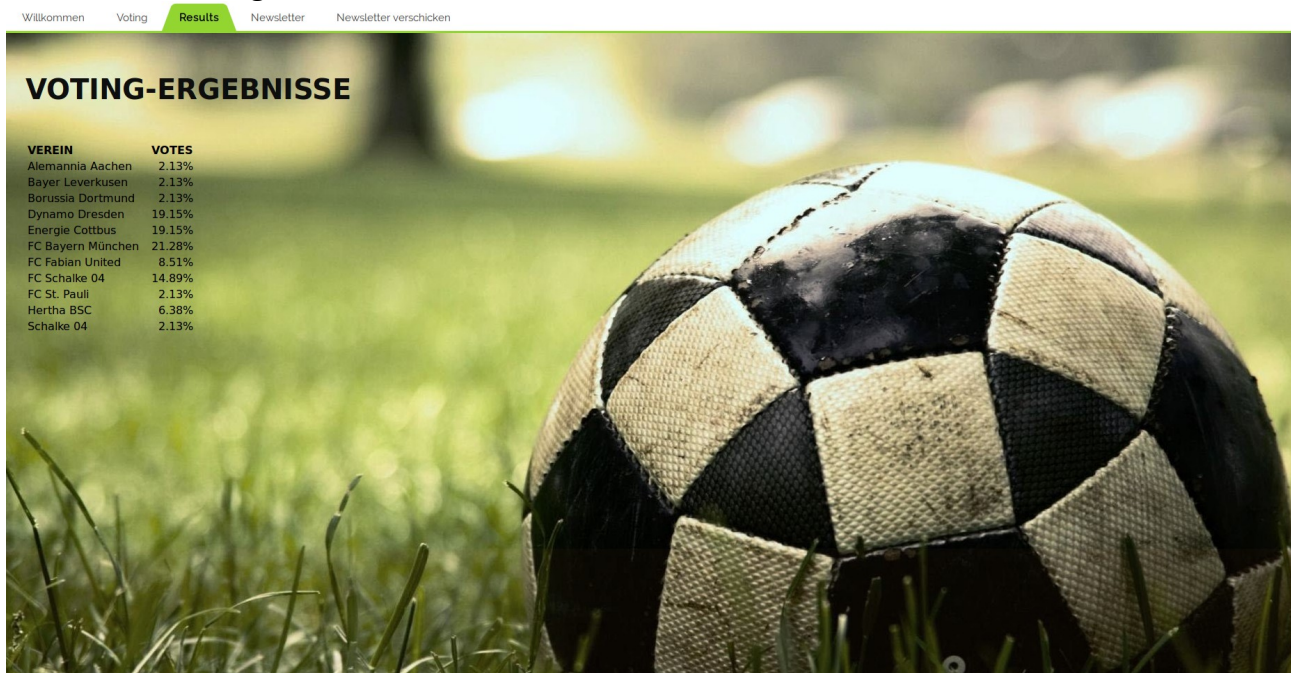 Willkommen Voting Results Newsletter Newsletter verschicken
VOTING-ERGEBNISSE
VEREIN VOTES
Alemannia Aachen 2.13%
Bayer Leverkusen 2.13%
Borussia Dortmund 2.13%
Dynamo Dresden 19.15%
Energie Cottbus 19.15%
FC Bayern München 21.28%
FC Fabian United 8.51%
FC Schalke 04 14.89%
FC St. Pauli 2.13%
Hertha BSC 6.38%
Schalke 04 2.13%